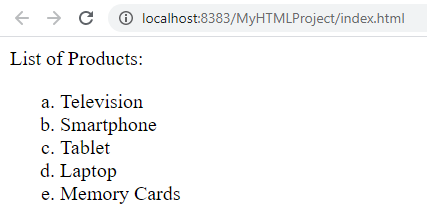 localhost:8383/MyHTMLProject/index.html
List of Products:
a. Television
b. Smartphone
c. Tablet
d. Laptop
e. Memory Cards